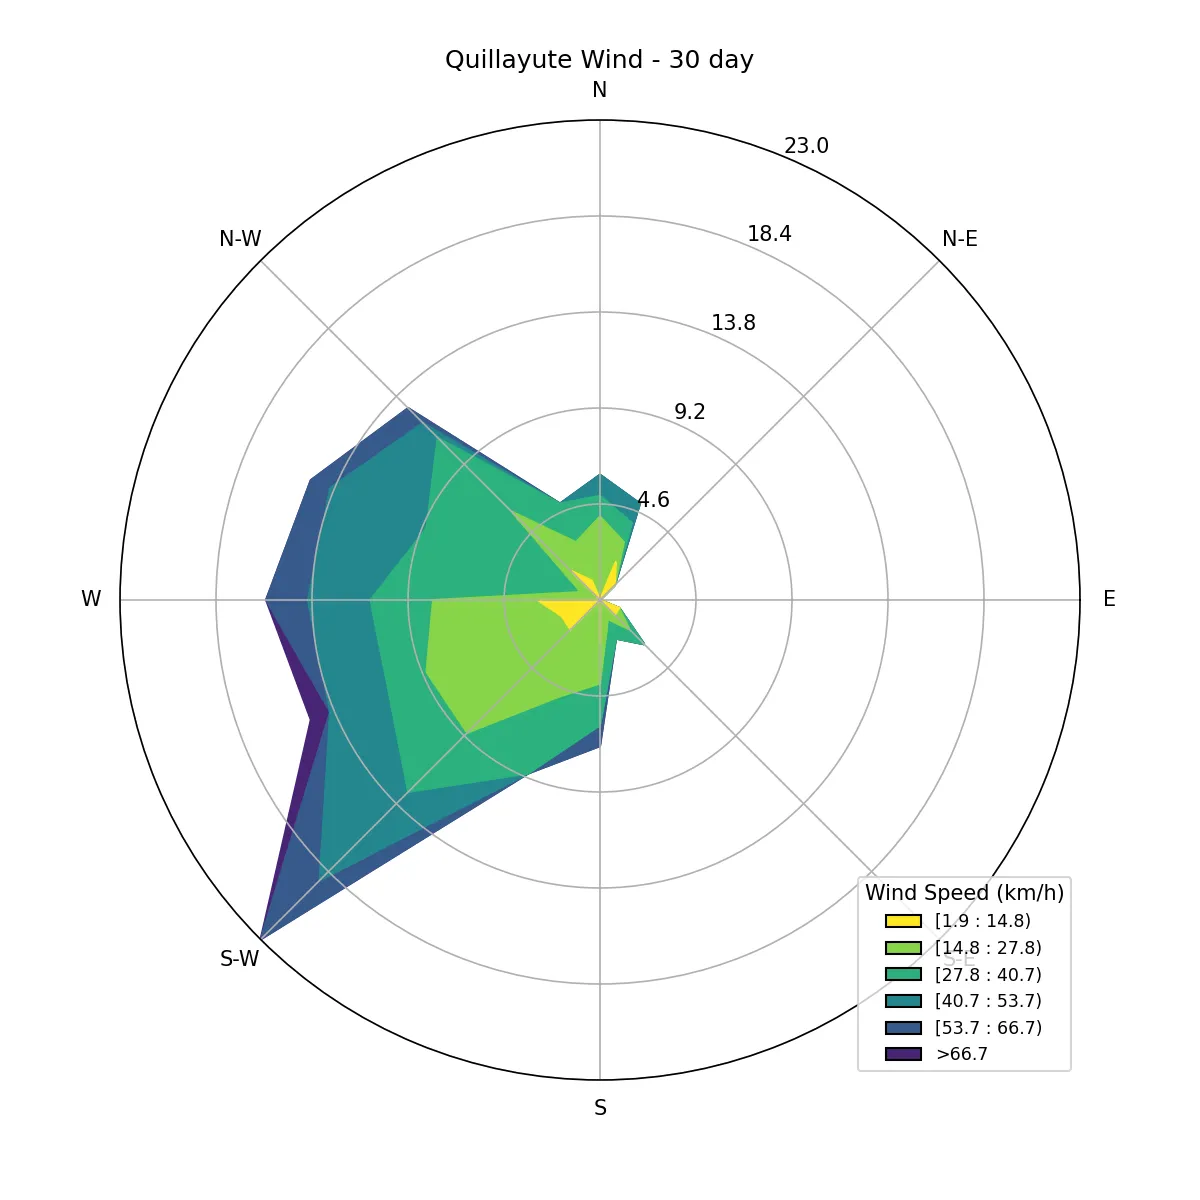 Quillayute Wind - 30 day
N
23.0
N-W
N-E
18.4
13.8
9.2
4.6
W
E
S-W
S-E
S
Wind Speed (km/h)
[1.9 : 14.8)
[14.8 : 27.8)
[27.8 : 40.7)
[40.7 : 53.7)
[53.7 : 66.7)
>66.7